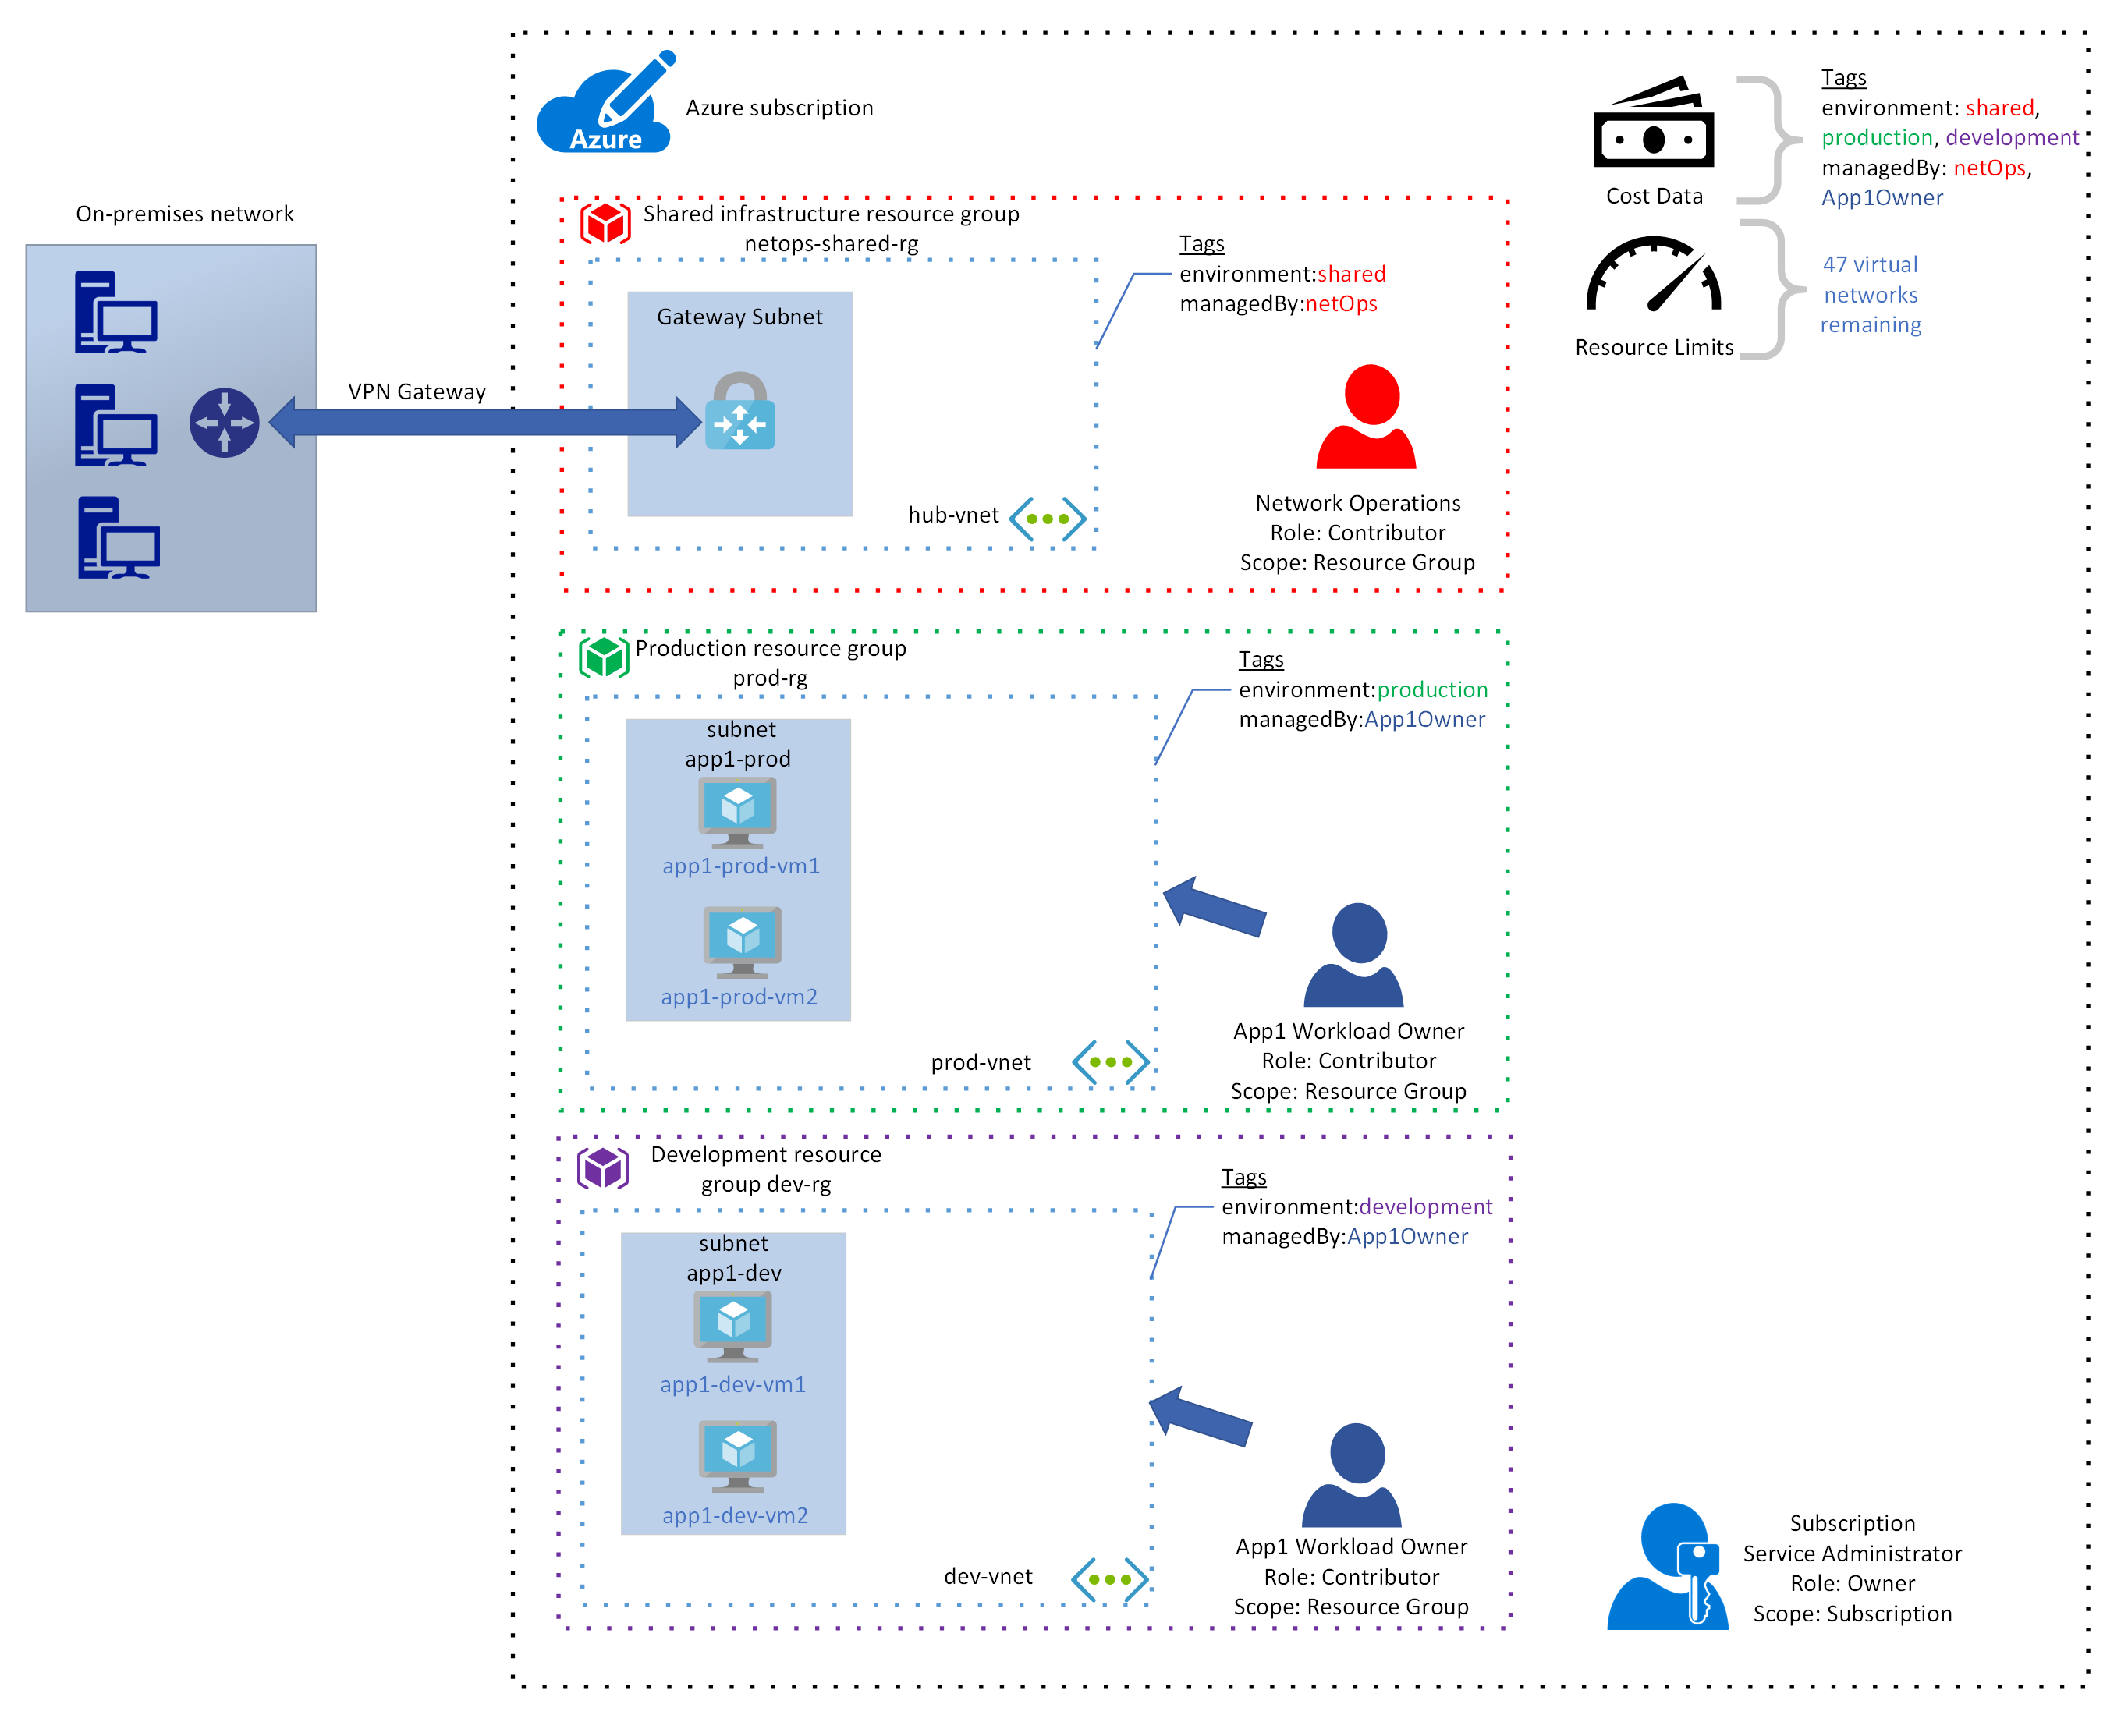 Azure
Azure subscription
Cost Data
Tags
environment: shared,
production, development
managedBy: netOps,
App1Owner
Resource Limits
47 virtual
networks
remaining
On-premises network
VPN Gateway
Shared infrastructure resource group
netops-shared-rg
Gateway Subnet
hub-vnet
Tags
environment:shared
managedBy:netOps
Network Operations
Role: Contributor
Scope: Resource Group
Production resource group
prod-rg
subnet
app1-prod
app1-prod-vm1
app1-prod-vm2
prod-vnet
Tags
environment:production
managedBy:App1Owner
App1 Workload Owner
Role: Contributor
Scope: Resource Group
Development resource
group dev-rg
subnet
app1-dev
app1-dev-vm1
app1-dev-vm2
dev-vnet
Tags
environment:development
managedBy:App1Owner
App1 Workload Owner
Role: Contributor
Scope: Resource Group
Subscription
Service Administrator
Role: Owner
Scope: Subscription